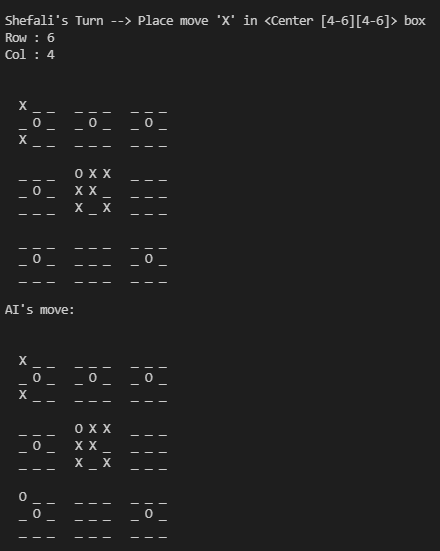 Shefali's Turn --> Place move 'X' in <Center [4-6][4-6]> box
Row : 6
Col : 4
X _ _   _ _ _   _ _ _
_ O _   _ O _   _ O _
X _ _   _ _ _   _ _ _
_ _ _   O X X   _ _ _
_ O _   X X _   _ _ _
_ _ _   X _ X   _ _ _
_ _ _   _ _ _   _ _ _
_ O _   _ _ _   _ O _
_ _ _   _ _ _   _ _ _
AI's move:
X _ _   _ _ _   _ _ _
_ O _   _ O _   _ O _
X _ _   _ _ _   _ _ _
_ _ _   O X X   _ _ _
_ O _   X X _   _ _ _
_ _ _   X _ X   _ _ _
O _ _   _ _ _   _ _ _
_ O _   _ _ _   _ O _
_ _ _   _ _ _   _ _ _